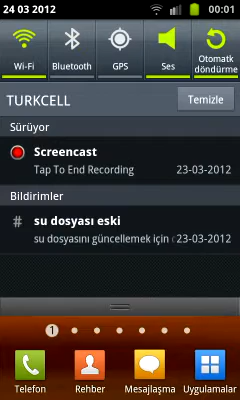 24 03 2012 00:01
Wi-Fi Bluetooth GPS Ses Otomatk döndürme
TURKCELL Temizle
Sürüyor
Screencast
Tap To End Recording 23-03-2012
Bildirimler
# su dosyası eski
su dosyasını güncellemek için 23-03-2012
1
Telefon Rehber Mesajlaşma Uygulamalar